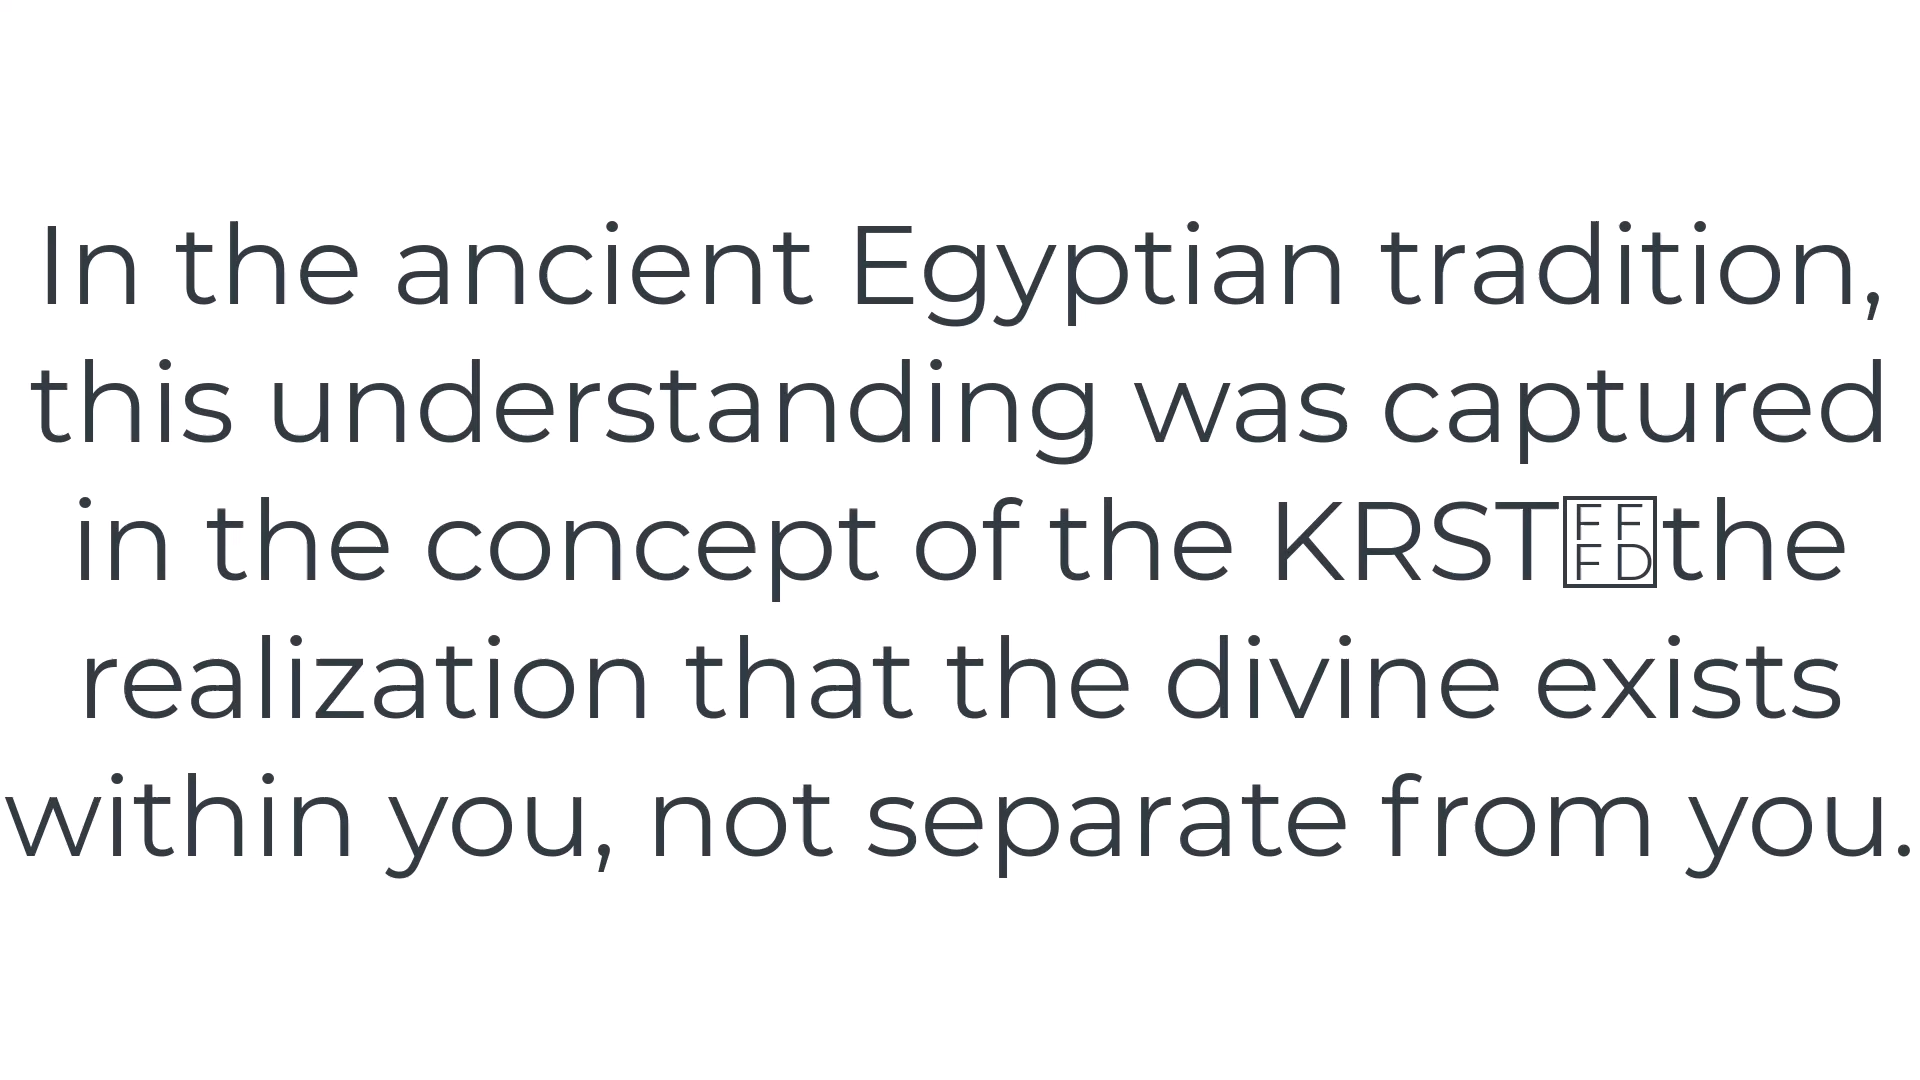 In the ancient Egyptian tradition,
this understanding was captured
in the concept of the KRST�the
realization that the divine exists
within you, not separate from you.